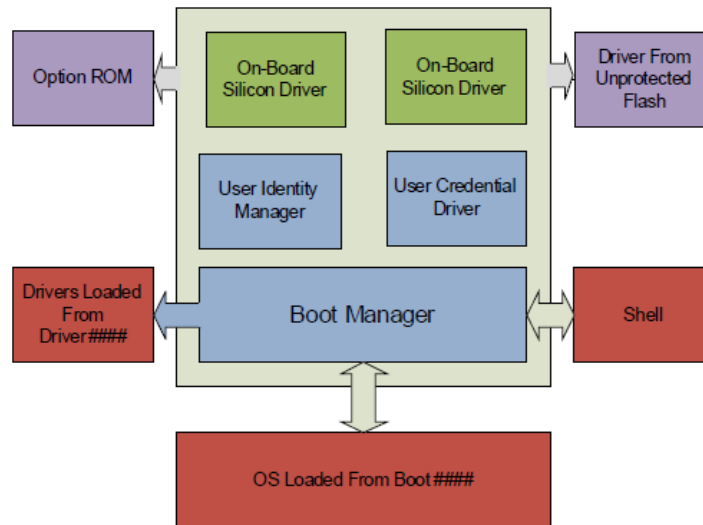 Option ROM
On-Board
Silicon Driver
On-Board
Silicon Driver
Driver From
Unprotected
Flash
User Identity
Manager
User Credential
Driver
Drivers Loaded
From
Driver####
Boot Manager
Shell
OS Loaded From Boot ####